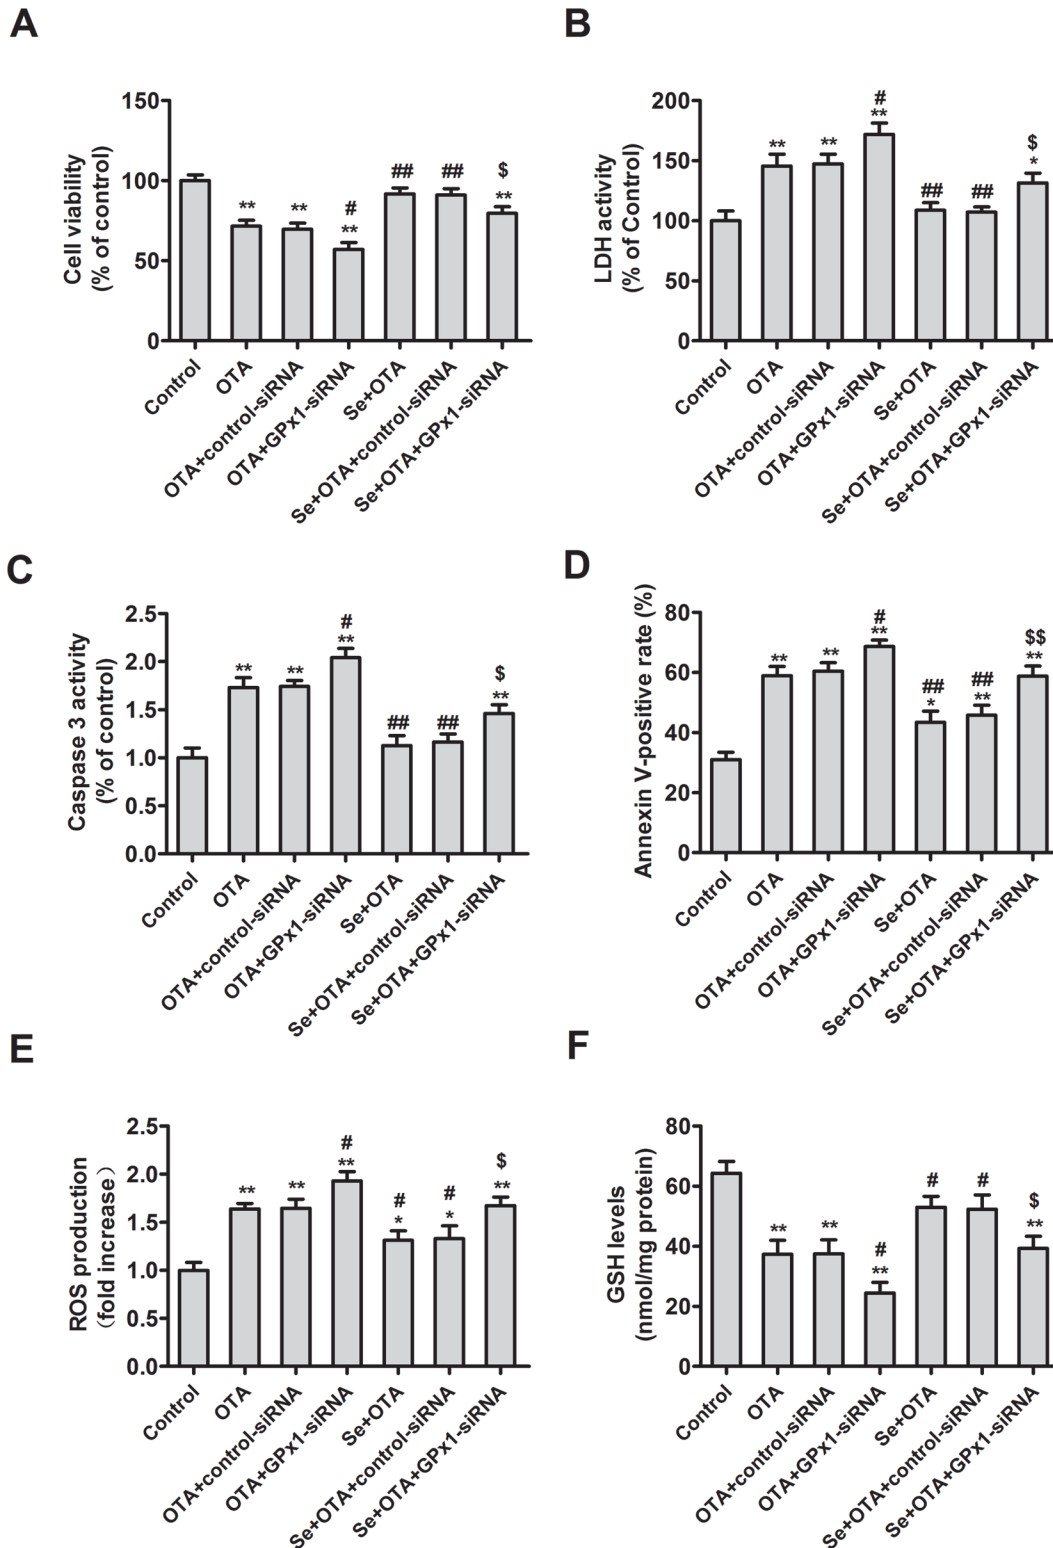 A
Cell viability
(% of control)
150
100
50
0
**
**
#
**
##
##
$
**
Control
OTA
OTA+control-siRNA
OTA+GPx1-siRNA
Se+OTA
Se+OTA+control-siRNA
Se+OTA+GPx1-siRNA
B
LDH activity
(% of Control)
200
150
100
50
0
**
**
#
**
##
##
$
*
Control
OTA
OTA+control-siRNA
OTA+GPx1-siRNA
Se+OTA
Se+OTA+control-siRNA
Se+OTA+GPx1-siRNA
C
Caspase 3 activity
(% of control)
2.5
2.0
1.5
1.0
0.5
0.0
**
**
#
**
##
##
$
**
Control
OTA
OTA+control-siRNA
OTA+GPx1-siRNA
Se+OTA
Se+OTA+control-siRNA
Se+OTA+GPx1-siRNA
D
Annexin V-positive rate (%)
80
60
40
20
0
**
**
#
**
##
*
##
**
$$
**
Control
OTA
OTA+control-siRNA
OTA+GPx1-siRNA
Se+OTA
Se+OTA+control-siRNA
Se+OTA+GPx1-siRNA
E
ROS production
(fold increase)
2.5
2.0
1.5
1.0
0.5
0.0
**
**
#
**
#
*
#
*
$
**
Control
OTA
OTA+control-siRNA
OTA+GPx1-siRNA
Se+OTA
Se+OTA+control-siRNA
Se+OTA+GPx1-siRNA
F
GSH levels
(nmol/mg protein)
80
60
40
20
0
**
**
#
**
#
#
$
**
Control
OTA
OTA+control-siRNA
OTA+GPx1-siRNA
Se+OTA
Se+OTA+control-siRNA
Se+OTA+GPx1-siRNA